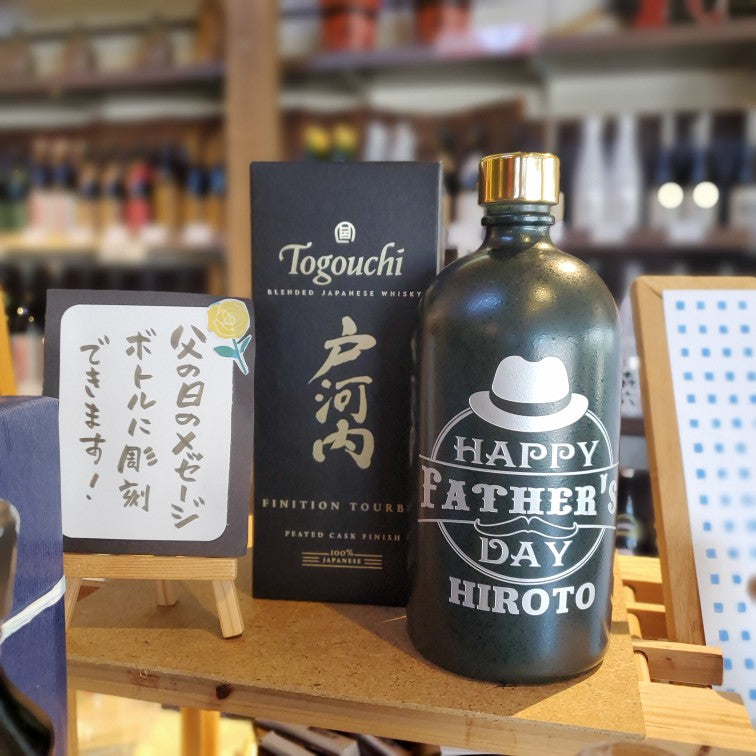 父の日のメッセージ
ボトルに彫刻
できます!
Togouchi
BLENDED JAPANESE WHISKY
戸河内
FINITION
PEATED CASK FINISH
100%
JAPANESE
HAPPY
FATHER'S
DAY
HIROTO